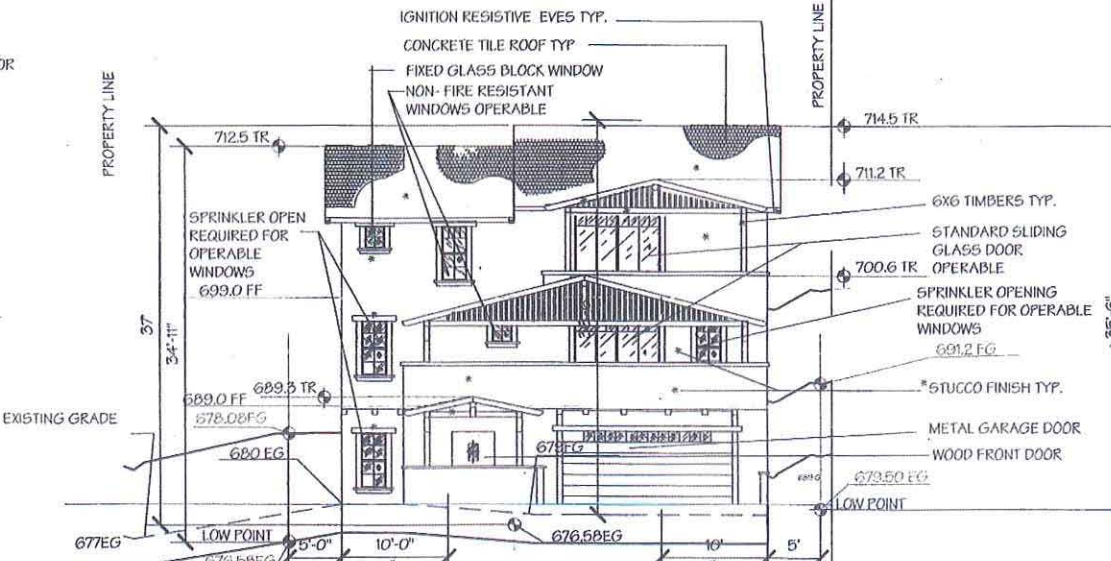 IGNITION RESISTIVE EVES TYP.
CONCRETE TILE ROOF TYP
FIXED GLASS BLOCK WINDOW
NON-FIRE RESISTANT
WINDOWS OPERABLE
OR
PROPERTY LINE
PROPERTY LINE
712.5 TR
714.5 TR
711.2 TR
6X6 TIMBERS TYP.
SPRINKLER OPEN
REQUIRED FOR
OPERABLE
WINDOWS
699.0 FF
STANDARD SLIDING
GLASS DOOR
OPERABLE
700.6 TR
SPRINKLER OPENING
REQUIRED FOR OPERABLE
WINDOWS
691.2 FG
37'
34'-11"
689.3 TR
689.0 FF
678.08FG
*STUCCO FINISH TYP.
EXISTING GRADE
680 EG
679FG
METAL GARAGE DOOR
WOOD FRONT DOOR
679.50 EG
LOW POINT
677EG
LOW POINT
676.58EG
5'-0"
10'-0"
676.58EG
10'
5'